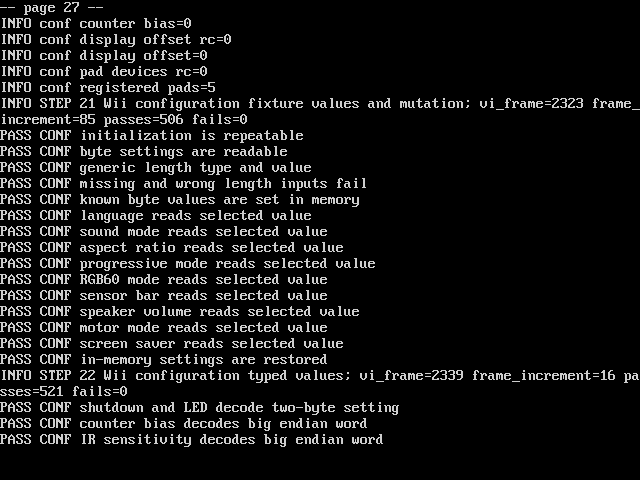 -- page 27 --
INFO conf counter bias=0
INFO conf display offset rc=0
INFO conf display offset=0
INFO conf pad devices rc=0
INFO conf registered pads=5
INFO STEP 21 Wii configuration fixture values and mutation; vi_frame=2323 frame_
increment=85 passes=506 fails=0
PASS CONF initialization is repeatable
PASS CONF byte settings are readable
PASS CONF generic length type and value
PASS CONF missing and wrong length inputs fail
PASS CONF known byte values are set in memory
PASS CONF language reads selected value
PASS CONF sound mode reads selected value
PASS CONF aspect ratio reads selected value
PASS CONF progressive mode reads selected value
PASS CONF RGB60 mode reads selected value
PASS CONF sensor bar reads selected value
PASS CONF speaker volume reads selected value
PASS CONF motor mode reads selected value
PASS CONF screen saver reads selected value
PASS CONF in-memory settings are restored
INFO STEP 22 Wii configuration typed values; vi_frame=2339 frame_increment=16 pa
sses=521 fails=0
PASS CONF shutdown and LED decode two-byte setting
PASS CONF counter bias decodes big endian word
PASS CONF IR sensitivity decodes big endian word